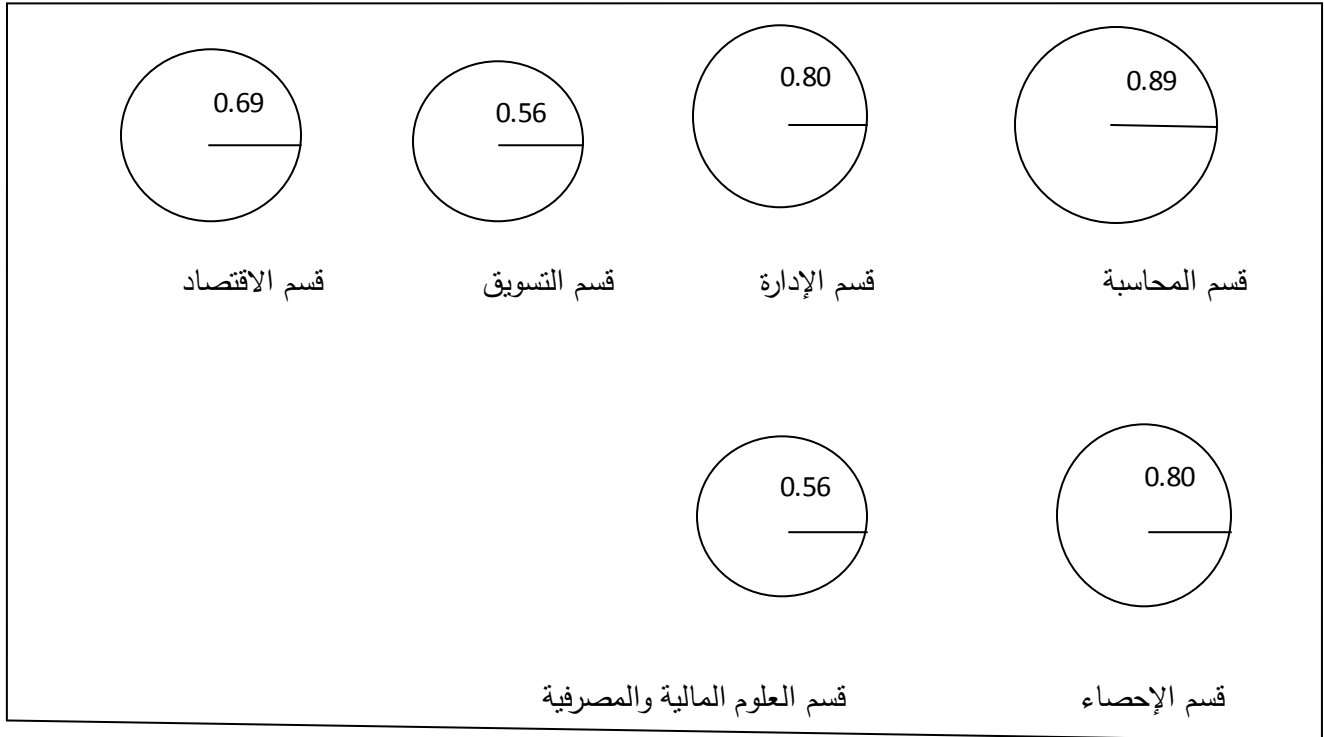 0.89 0.80 0.56 0.69
قسم المحاسبة قسم الإدارة قسم التسويق قسم الاقتصاد
0.80 0.56
قسم الإحصاء قسم العلوم المالية والمصرفية